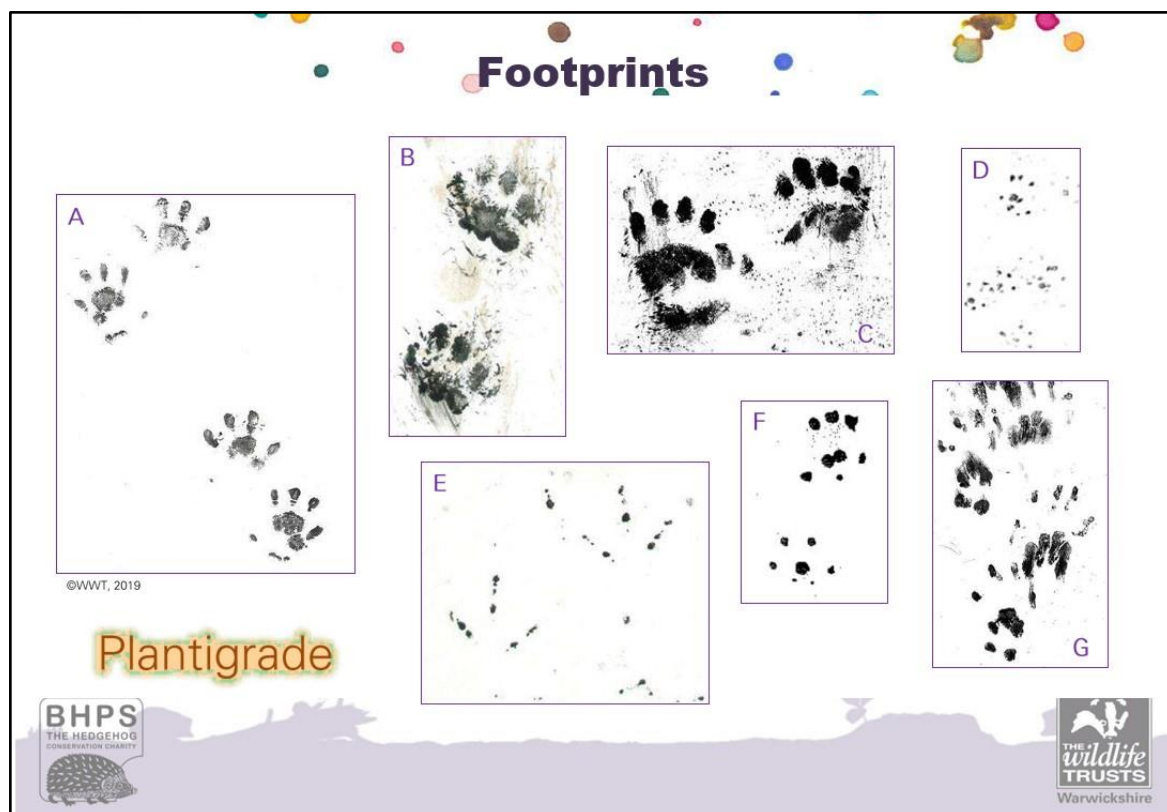 Footprints
A
B
C
D
E
F
G
©WWT, 2019
Plantigrade
BHPS
THE HEDGEHOG
CONSERVATION CHARITY
THE
wildlife
TRUSTS
Warwickshire